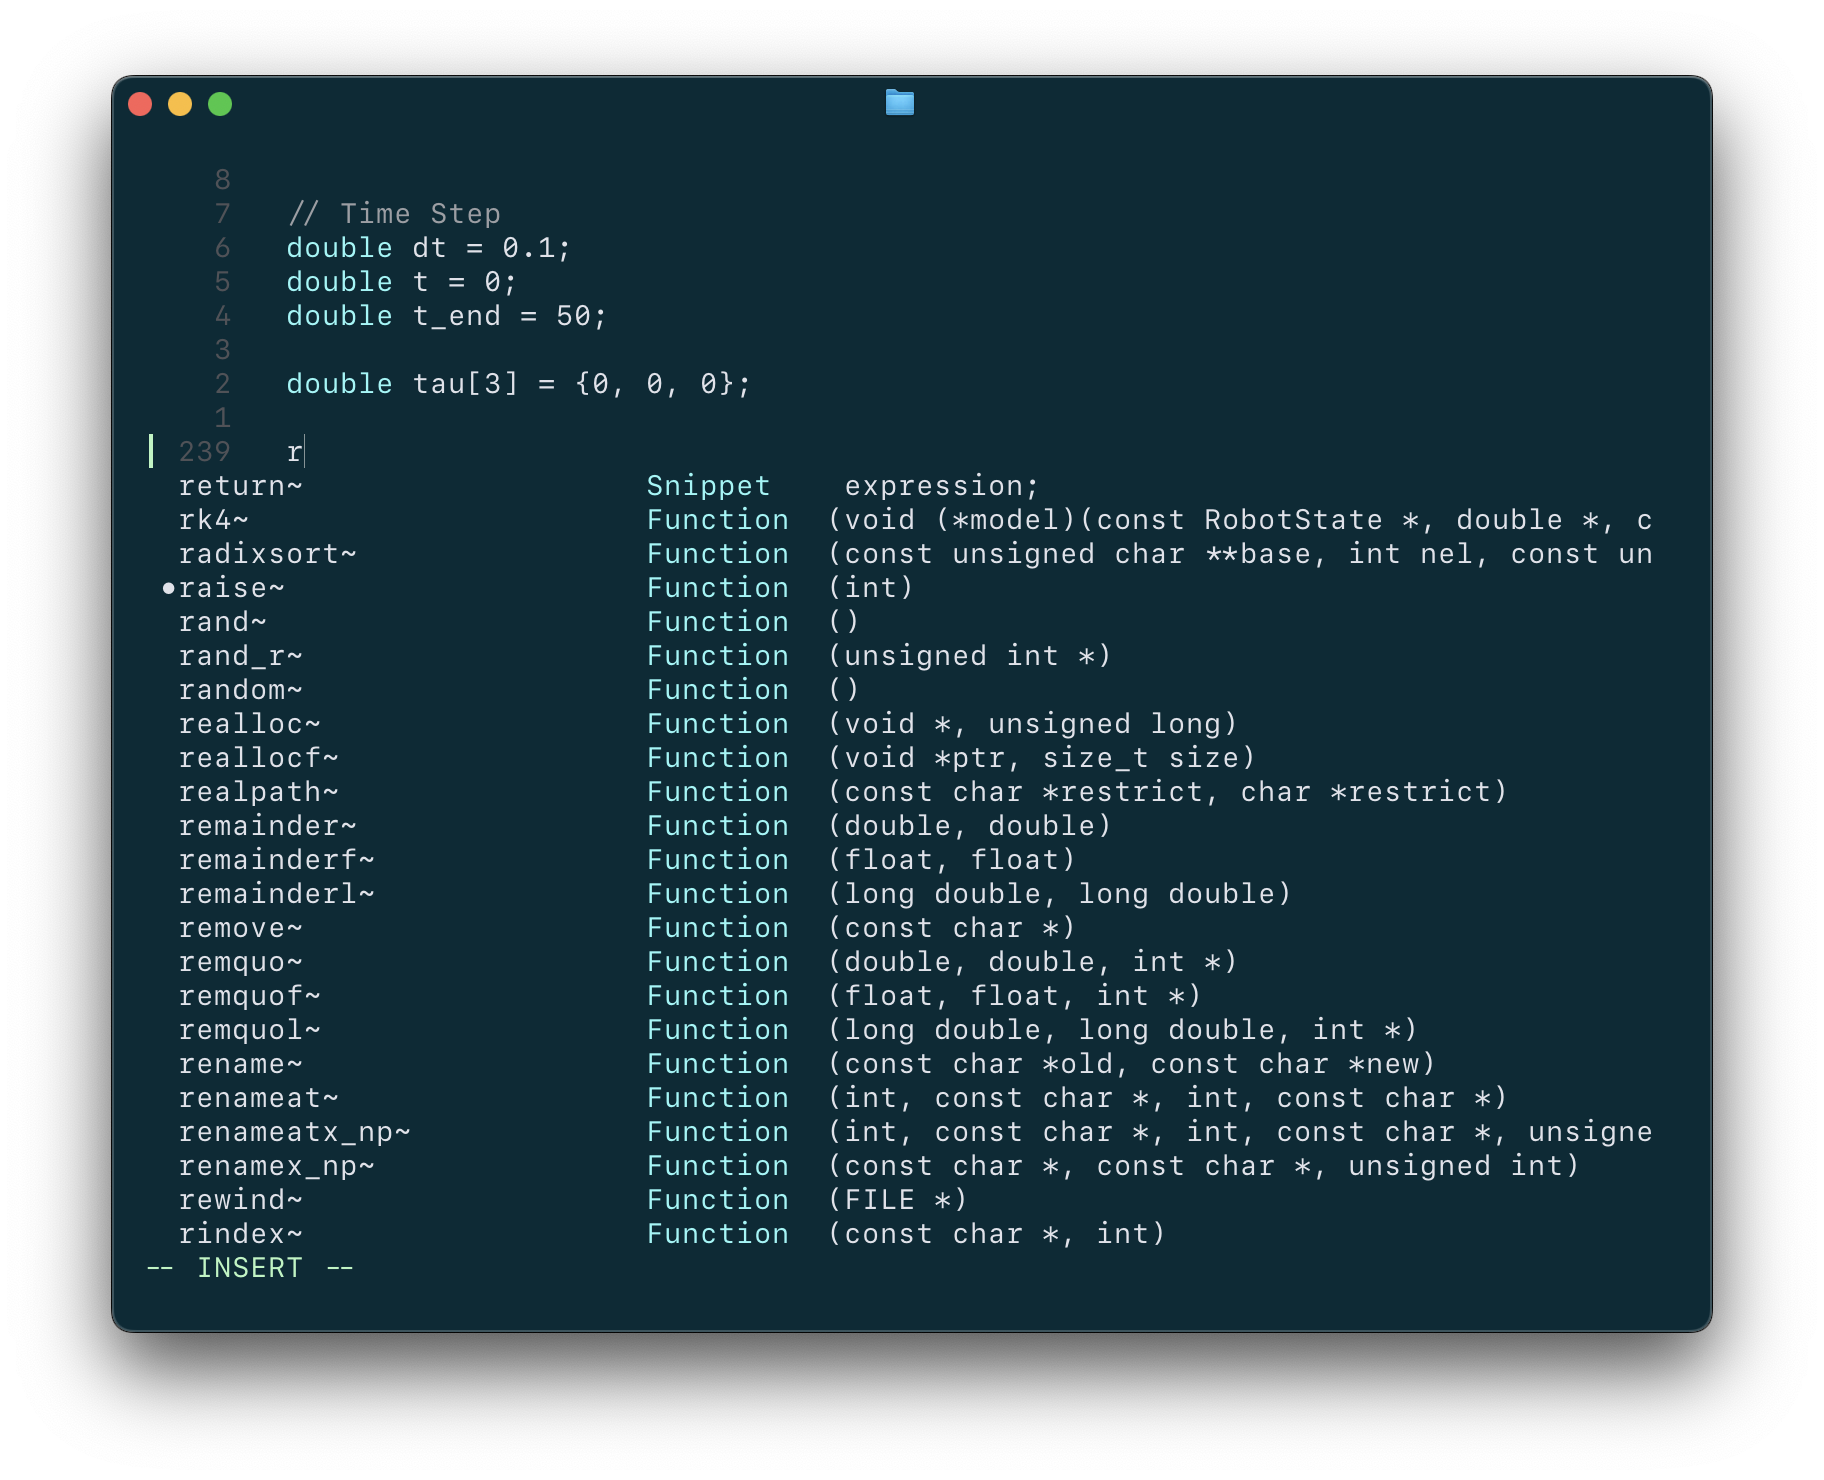 8
7 // Time Step
6 double dt = 0.1;
5 double t = 0;
4 double t_end = 50;
3
2 double tau[3] = {0, 0, 0};
1
239 r
return~ Snippet expression;
rk4~ Function (void (*model)(const RobotState *, double *, c
radixsort~ Function (const unsigned char **base, int nel, const un
•raise~ Function (int)
rand~ Function ()
rand_r~ Function (unsigned int *)
random~ Function ()
realloc~ Function (void *, unsigned long)
reallocf~ Function (void *ptr, size_t size)
realpath~ Function (const char *restrict, char *restrict)
remainder~ Function (double, double)
remainderf~ Function (float, float)
remainderl~ Function (long double, long double)
remove~ Function (const char *)
remquo~ Function (double, double, int *)
remquof~ Function (float, float, int *)
remquol~ Function (long double, long double, int *)
rename~ Function (const char *old, const char *new)
renameat~ Function (int, const char *, int, const char *)
renameatx_np~ Function (int, const char *, int, const char *, unsigne
renamex_np~ Function (const char *, const char *, unsigned int)
rewind~ Function (FILE *)
rindex~ Function (const char *, int)
-- INSERT --